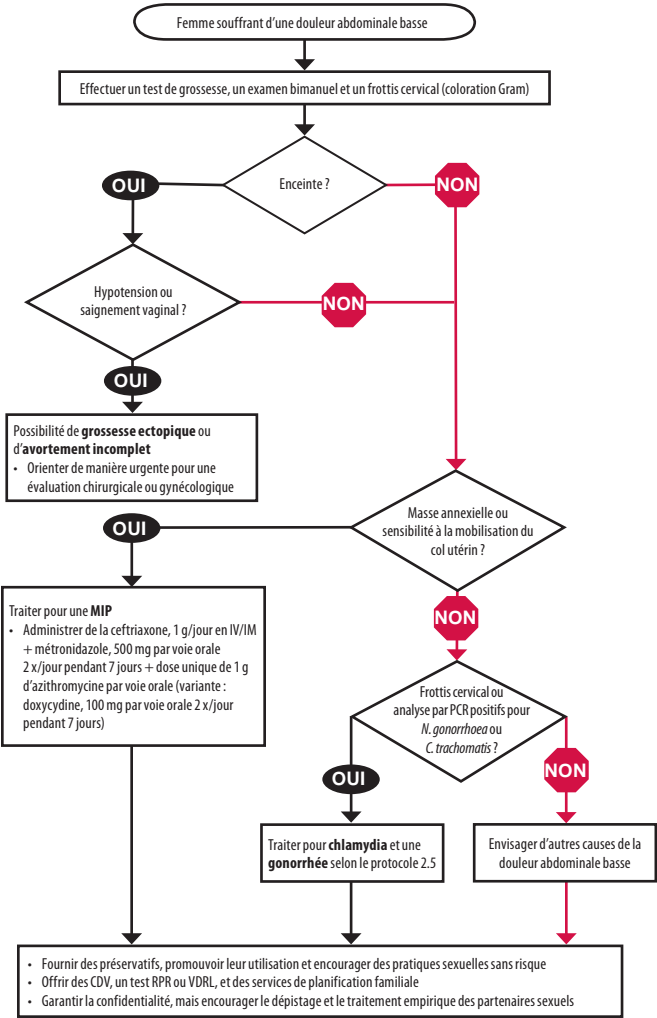 Femme souffrant d'une douleur abdominale basse
Effectuer un test de grossesse, un examen bimanuel et un frottis cervical (coloration Gram)
Enceinte ?
OUI
NON
Hypotension ou
saignement vaginal ?
NON
OUI
Possibilité de grossesse ectopique ou
d'avortement incomplet
• Orienter de manière urgente pour une
évaluation chirurgicale ou gynécologique
Masse annexielle ou
sensibilité à la mobilisation du
col utérin ?
OUI
NON
Traiter pour une MIP
• Administrer de la ceftriaxone, 1 g/jour en IV/IM
+ métronidazole, 500 mg par voie orale
2 x/jour pendant 7 jours + dose unique de 1 g
d'azithromycine par voie orale (variante :
doxycydine, 100 mg par voie orale 2 x/jour
pendant 7 jours)
Frottis cervical ou
analyse par PCR positifs pour
N. gonorrhoea ou
C. trachomatis ?
OUI
NON
Traiter pour chlamydia et une
gonorrhée selon le protocole 2.5
Envisager d'autres causes de la
douleur abdominale basse
• Fournir des préservatifs, promouvoir leur utilisation et encourager des pratiques sexuelles sans risque
• Offrir des CDV, un test RPR ou VDRL, et des services de planification familiale
• Garantir la confidentialité, mais encourager le dépistage et le traitement empirique des partenaires sexuels